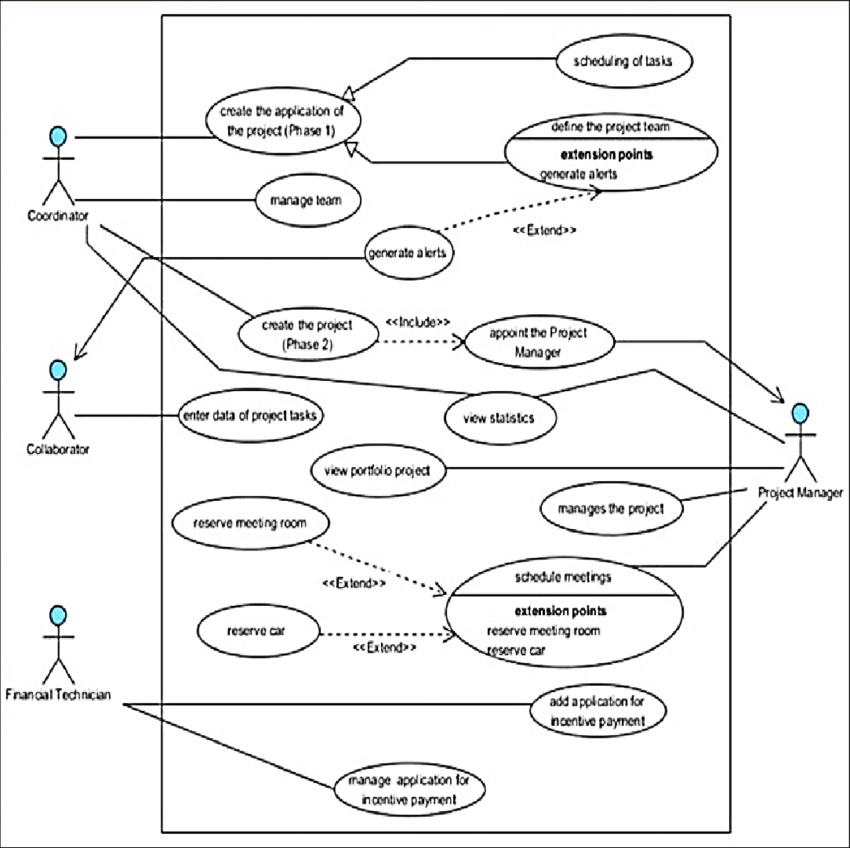 scheduling of tasks
create the application of
the project (Phase 1)
define the project team
extension points
generate alerts
manage team
Coordinator
<<Extend>>
generate alerts
create the project
(Phase 2)
<<Include>>
appoint the Project
Manager
enter data of project tasks
view statistics
Collaborator
view portfolio project
Project Manager
manages the project
reserve meeting room
schedule meetings
<<Extend>>
extension points
reserve meeting room
reserve car
reserve car
<<Extend>>
Financial Technician
add application for
incentive payment
manage application for
incentive payment